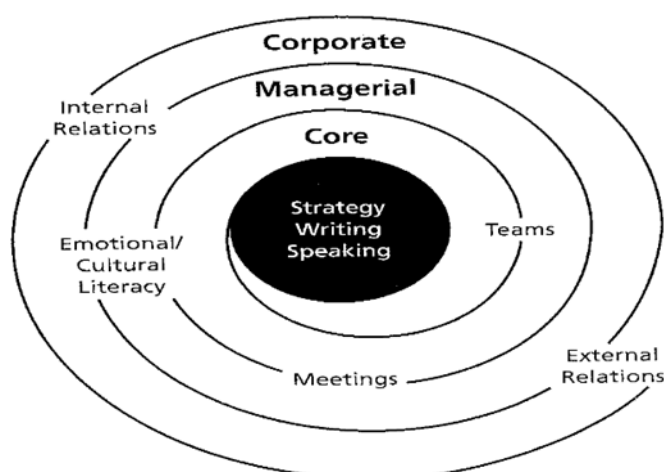 Corporate
Managerial
Internal
Relations
Core
Strategy
Writing
Speaking
Teams
Emotional/
Cultural
Literacy
External
Relations
Meetings